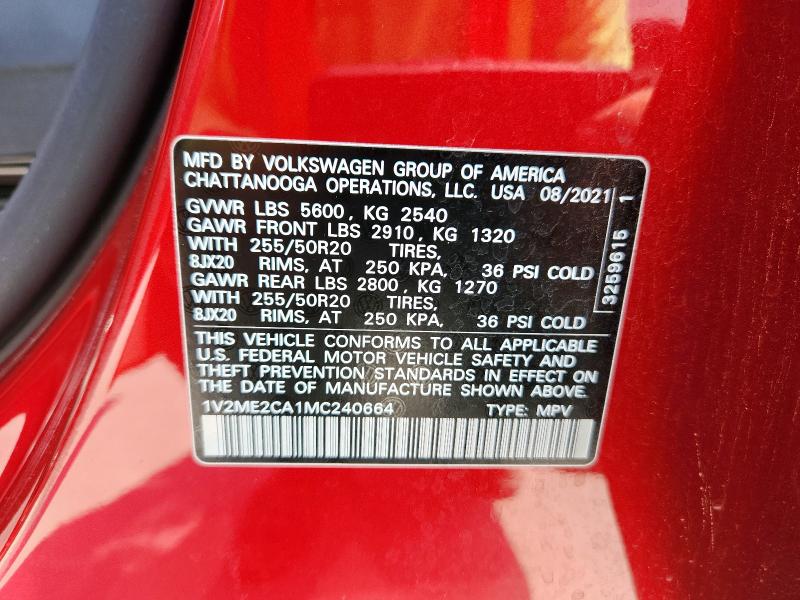 MFD BY VOLKSWAGEN GROUP OF AMERICA
CHATTANOOGA OPERATIONS, LLC. USA 08/2021
GVWR LBS 5600, KG 2540
GAWR FRONT LBS 2910, KG 1320
WITH 255/50R20 TIRES,
8JX20 RIMS, AT 250 KPA, 36 PSI COLD
GAWR REAR LBS 2800, KG 1270
WITH 255/50R20 TIRES,
8JX20 RIMS, AT 250 KPA, 36 PSI COLD
3259615 1
THIS VEHICLE CONFORMS TO ALL APPLICABLE
U.S. FEDERAL MOTOR VEHICLE SAFETY AND
THEFT PREVENTION STANDARDS IN EFFECT ON
THE DATE OF MANUFACTURE SHOWN ABOVE.
1V2ME2CA1MC240664 TYPE: MPV